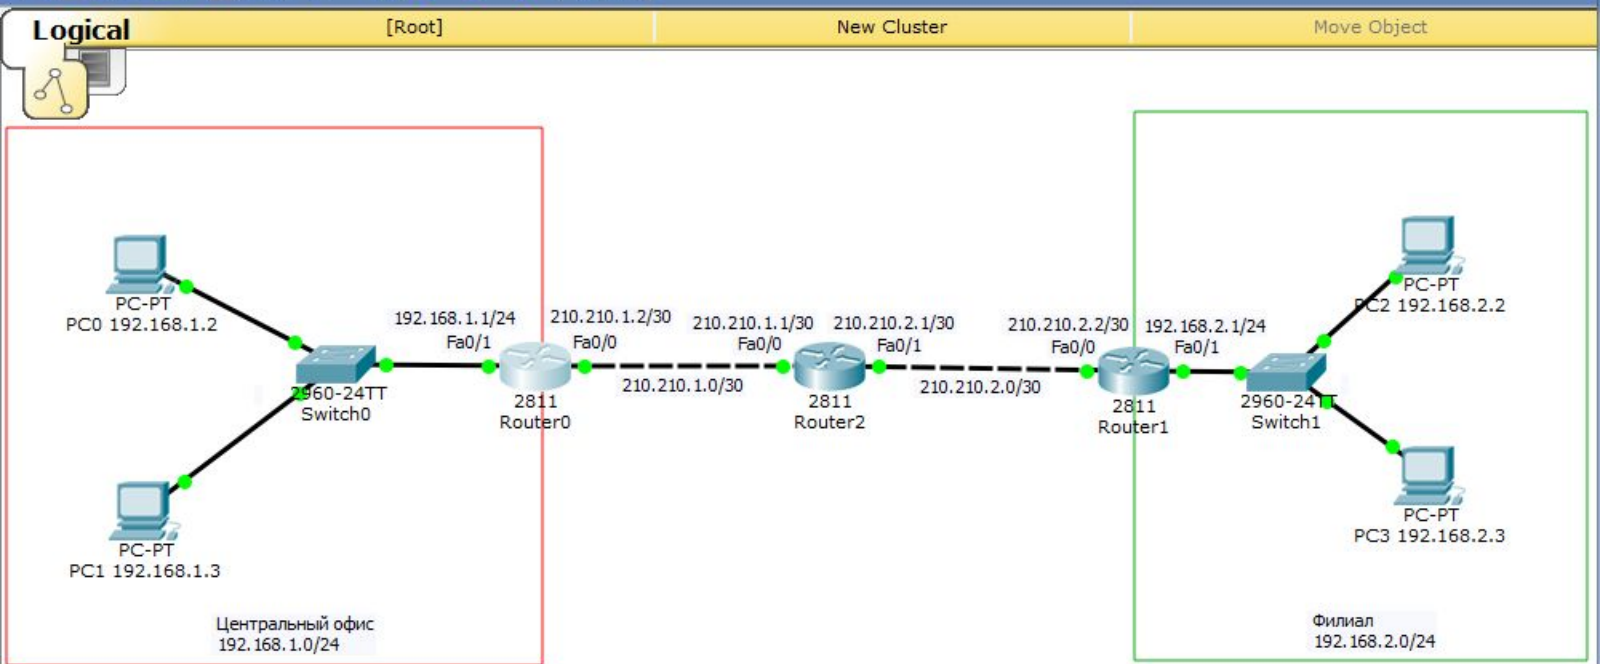 Logical
[Root]
New Cluster
Move Object
PC-PT
PC0 192.168.1.2
2960-24TT
Switch0
PC-PT
PC1 192.168.1.3
192.168.1.1/24
Fa0/1
210.210.1.2/30
Fa0/0
2811
Router0
210.210.1.0/30
210.210.1.1/30
Fa0/0
210.210.2.1/30
Fa0/1
2811
Router2
210.210.2.0/30
210.210.2.2/30
Fa0/0
192.168.2.1/24
Fa0/1
2811
Router1
2960-24TT
Switch1
PC-PT
PC2 192.168.2.2
PC-PT
PC3 192.168.2.3
Центральный офис
192.168.1.0/24
Филиал
192.168.2.0/24